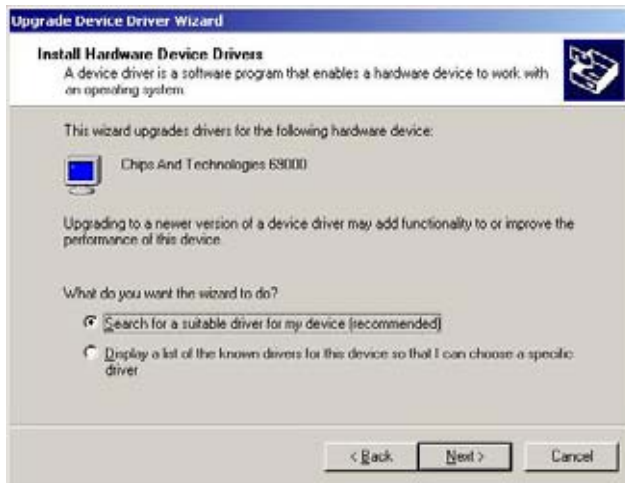 Upgrade Device Driver Wizard
Install Hardware Device Drivers
A device driver is a software program that enables a hardware device to work with
an operating system.
This wizard upgrades drivers for the following hardware device:
Chips And Technologies 69000
Upgrading to a newer version of a device driver may add functionality to or improve the
performance of this device.
What do you want the wizard to do?
Search for a suitable driver for my device (recommended)
Display a list of the known drivers for this device so that I can choose a specific
driver
< Back Next > Cancel